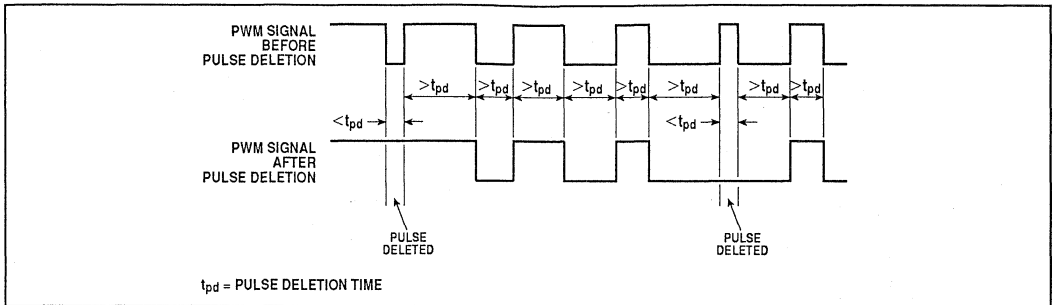 PWM SIGNAL
BEFORE
PULSE DELETION
>tpd
>tpd
>tpd
>tpd
>tpd
>tpd
>tpd
>tpd
<tpd
<tpd
PWM SIGNAL
AFTER
PULSE DELETION
PULSE
DELETED
PULSE
DELETED
tpd = PULSE DELETION TIME